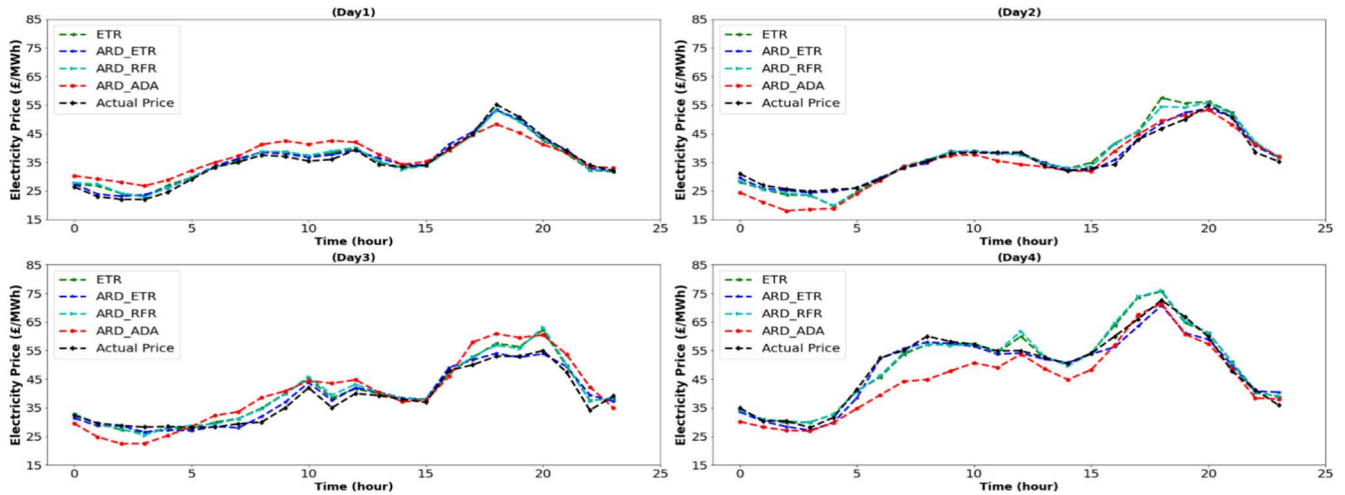 (Day1)
Electricity Price (£/MWh)
85
75
65
55
45
35
25
15
ETR
ARD_ETR
ARD_RFR
ARD_ADA
Actual Price
0 5 10 15 20 25
Time (hour)
(Day2)
Electricity Price (£/MWh)
85
75
65
55
45
35
25
15
ETR
ARD_ETR
ARD_RFR
ARD_ADA
Actual Price
0 5 10 15 20 25
Time (hour)
(Day3)
Electricity Price (£/MWh)
85
75
65
55
45
35
25
15
ETR
ARD_ETR
ARD_RFR
ARD_ADA
Actual Price
0 5 10 15 20 25
Time (hour)
(Day4)
Electricity Price (£/MWh)
85
75
65
55
45
35
25
15
ETR
ARD_ETR
ARD_RFR
ARD_ADA
Actual Price
0 5 10 15 20 25
Time (hour)